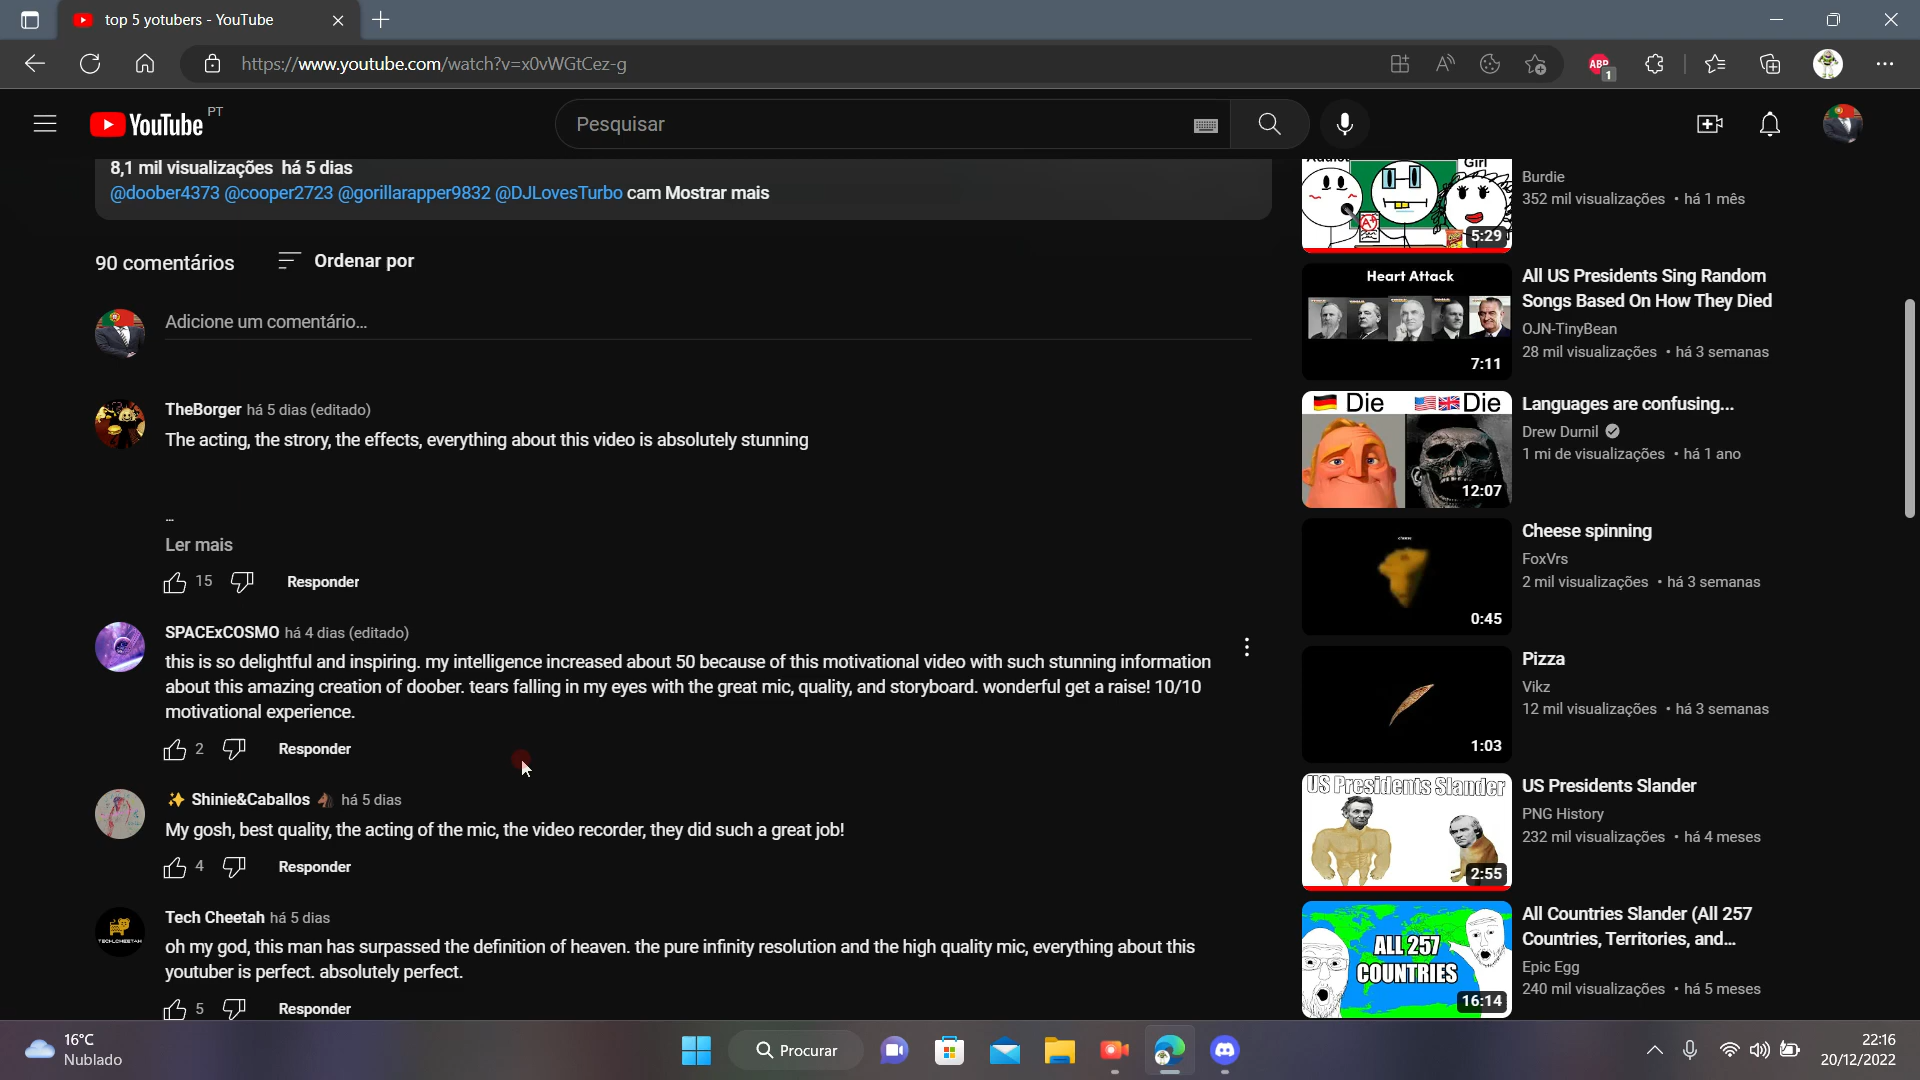 top 5 yotubers - YouTube
https://www.youtube.com/watch?v=x0vWGtCez-g
ABP 1
YouTube PT
Pesquisar
8,1 mil visualizações há 5 dias
@doober4373 @cooper2723 @gorillarapper9832 @DJLovesTurbo cam Mostrar mais
90 comentários
Ordenar por
Adicione um comentário...
TheBorger há 5 dias (editado)
The acting, the strory, the effects, everything about this video is absolutely stunning
...
Ler mais
15 Responder
SPACExCOSMO há 4 dias (editado)
this is so delightful and inspiring. my intelligence increased about 50 because of this motivational video with such stunning information
about this amazing creation of doober. tears falling in my eyes with the great mic, quality, and storyboard. wonderful get a raise! 10/10
motivational experience.
2 Responder
✨ Shinie&Caballos 🐴 há 5 dias
My gosh, best quality, the acting of the mic, the video recorder, they did such a great job!
4 Responder
TECHCHEETAH
Tech Cheetah há 5 dias
oh my god, this man has surpassed the definition of heaven. the pure infinity resolution and the high quality mic, everything about this
youtuber is perfect. absolutely perfect.
5 Responder
Girl
A+
5:29
Burdie
352 mil visualizações • há 1 mês
Heart Attack
7:11
All US Presidents Sing Random
Songs Based On How They Died
OJN-TinyBean
28 mil visualizações • há 3 semanas
Die Die
12:07
Languages are confusing...
Drew Durnil
1 mi de visualizações • há 1 ano
0:45
Cheese spinning
FoxVrs
2 mil visualizações • há 3 semanas
1:03
Pizza
Vikz
12 mil visualizações • há 3 semanas
US Presidents Slander
2:55
US Presidents Slander
PNG History
232 mil visualizações • há 4 meses
ALL 257
COUNTRIES
16:14
All Countries Slander (All 257
Countries, Territories, and...
Epic Egg
240 mil visualizações • há 5 meses
16°C
Nublado
Procurar
22:16
20/12/2022